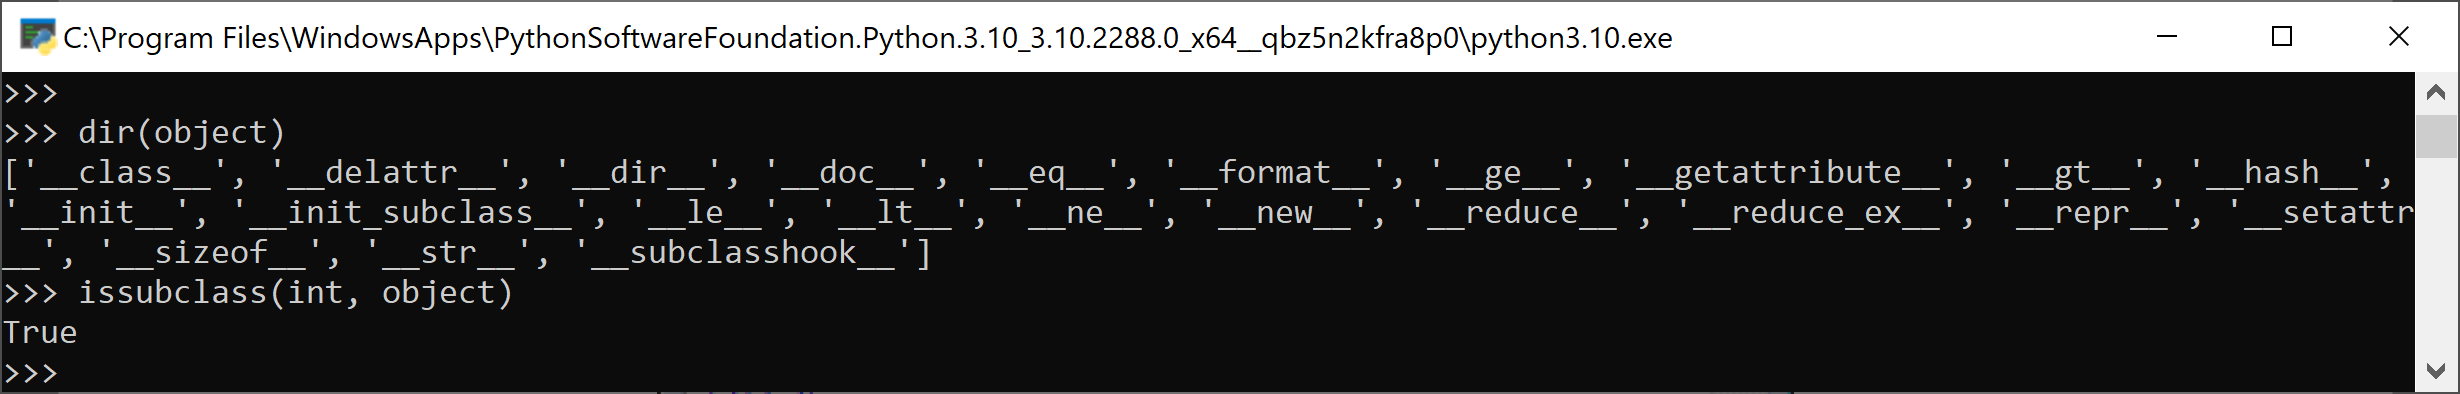 C:\Program Files\WindowsApps\PythonSoftwareFoundation.Python.3.10_3.10.2288.0_x64__qbz5n2kfra8p0\python3.10.exe
>>>
>>> dir(object)
['__class__', '__delattr__', '__dir__', '__doc__', '__eq__', '__format__', '__ge__', '__getattribute__', '__gt__', '__hash__',
'__init__', '__init_subclass__', '__le__', '__lt__', '__ne__', '__new__', '__reduce__', '__reduce_ex__', '__repr__', '__setattr
__', '__sizeof__', '__str__', '__subclasshook__']
>>> issubclass(int, object)
True
>>>